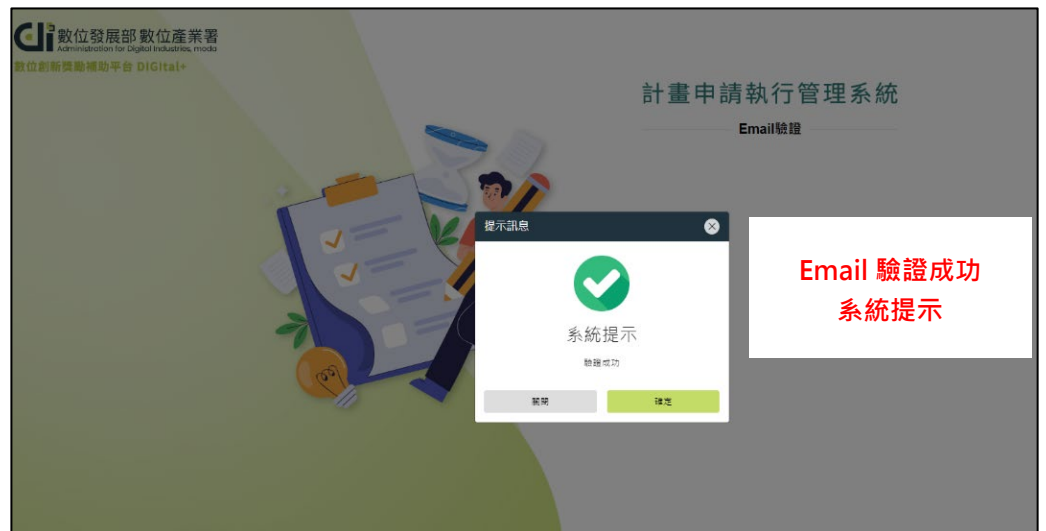 數位發展部 數位產業署
Administration for Digital Industries, moda
數位創新獎勵補助平台 DIGItal+
計畫申請執行管理系統
Email驗證
提示訊息
系統提示
驗證成功
關閉
確定
Email 驗證成功
系統提示